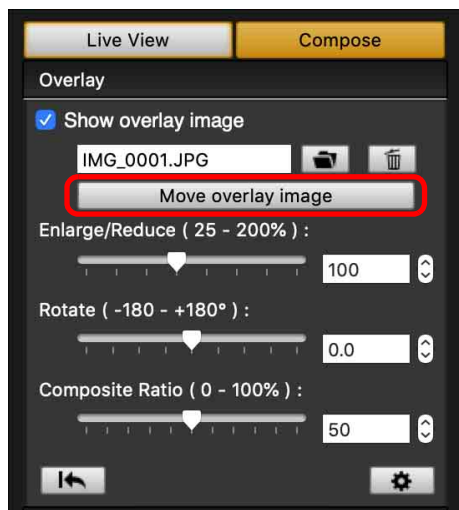 Live View
Compose
Overlay
Show overlay image
IMG_0001.JPG
Move overlay image
Enlarge/Reduce ( 25 - 200% ) :
100
Rotate ( -180 - +180° ) :
0.0
Composite Ratio ( 0 - 100% ) :
50